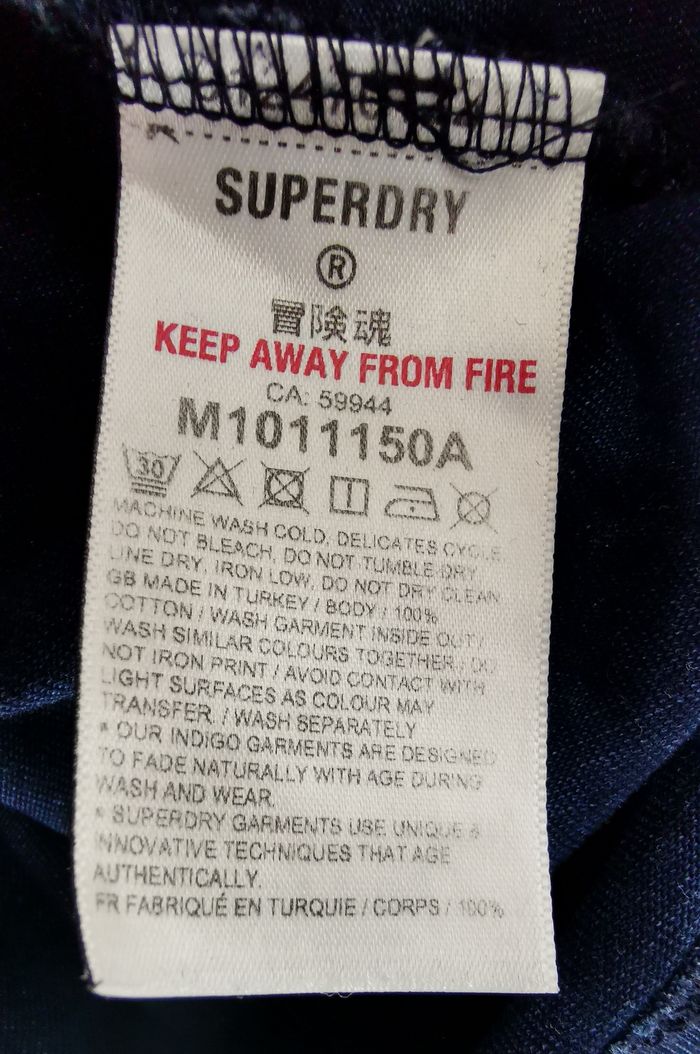 SUPERDRY
®
冒険魂
KEEP AWAY FROM FIRE
CA: 59944
M1011150A
30
MACHINE WASH COLD, DELICATES CYCLE
DO NOT BLEACH, DO NOT TUMBLE DRY
LINE DRY, IRON LOW, DO NOT DRY CLEAN
GB MADE IN TURKEY / BODY / 100%
COTTON / WASH GARMENT INSIDE OUT /
WASH SIMILAR COLOURS TOGETHER / DO
NOT IRON PRINT / AVOID CONTACT WITH
LIGHT SURFACES AS COLOUR MAY
TRANSFER. / WASH SEPARATELY
* OUR INDIGO GARMENTS ARE DESIGNED
TO FADE NATURALLY WITH AGE DURING
WASH AND WEAR.
* SUPERDRY GARMENTS USE UNIQUE &
INNOVATIVE TECHNIQUES THAT AGE
AUTHENTICALLY.
FR FABRIQUÉ EN TURQUIE / CORPS / 100%